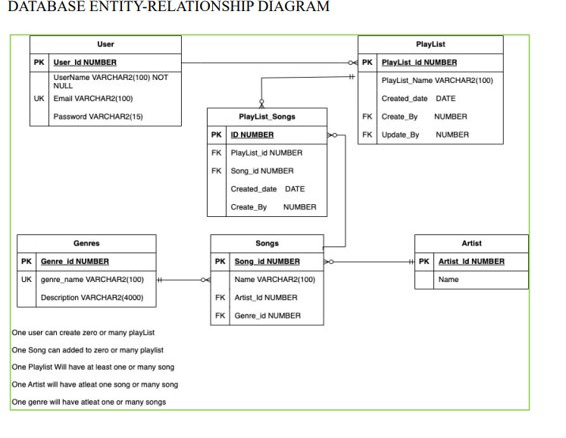 DATABASE ENTITY-RELATIONSHIP DIAGRAM
User
PK User_Id NUMBER
UserName VARCHAR2(100) NOT
NULL
UK Email VARCHAR2(100)
Password VARCHAR2(15)
PlayList
PK PlayList_id NUMBER
PlayList_Name VARCHAR2(100)
Created_date DATE
FK Create_By NUMBER
FK Update_By NUMBER
PlayList_Songs
PK ID NUMBER
FK PlayList_id NUMBER
FK Song_id NUMBER
Created_date DATE
Create_By NUMBER
Genres
PK Genre_id NUMBER
UK genre_name VARCHAR2(100)
Description VARCHAR2(4000)
Songs
PK Song_id NUMBER
Name VARCHAR2(100)
FK Artist_Id NUMBER
FK Genre_id NUMBER
Artist
PK Artist_Id NUMBER
Name
One user can create zero or many playList
One Song can added to zero or many playlist
One Playlist Will have at least one or many song
One Artist will have atleat one song or many song
One genre will have atleat one or many songs